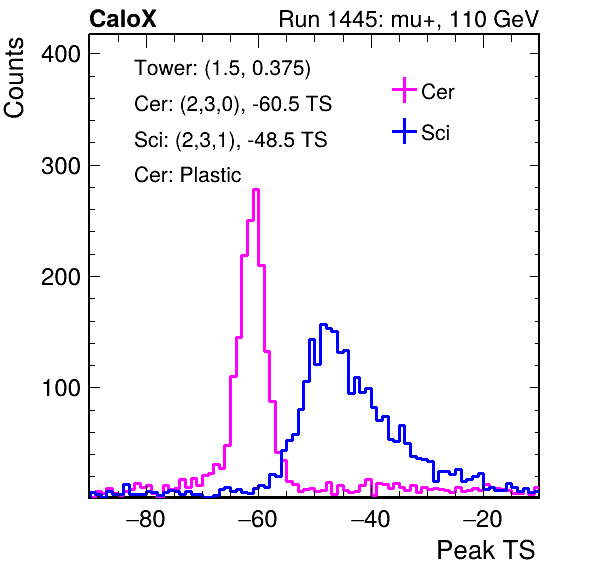 CaloX Run 1445: mu+, 110 GeV
Counts
400
300
200
100
Tower: (1.5, 0.375)
Cer: (2,3,0), -60.5 TS
Sci: (2,3,1), -48.5 TS
Cer: Plastic
Cer
Sci
−80 −60 −40 −20
Peak TS